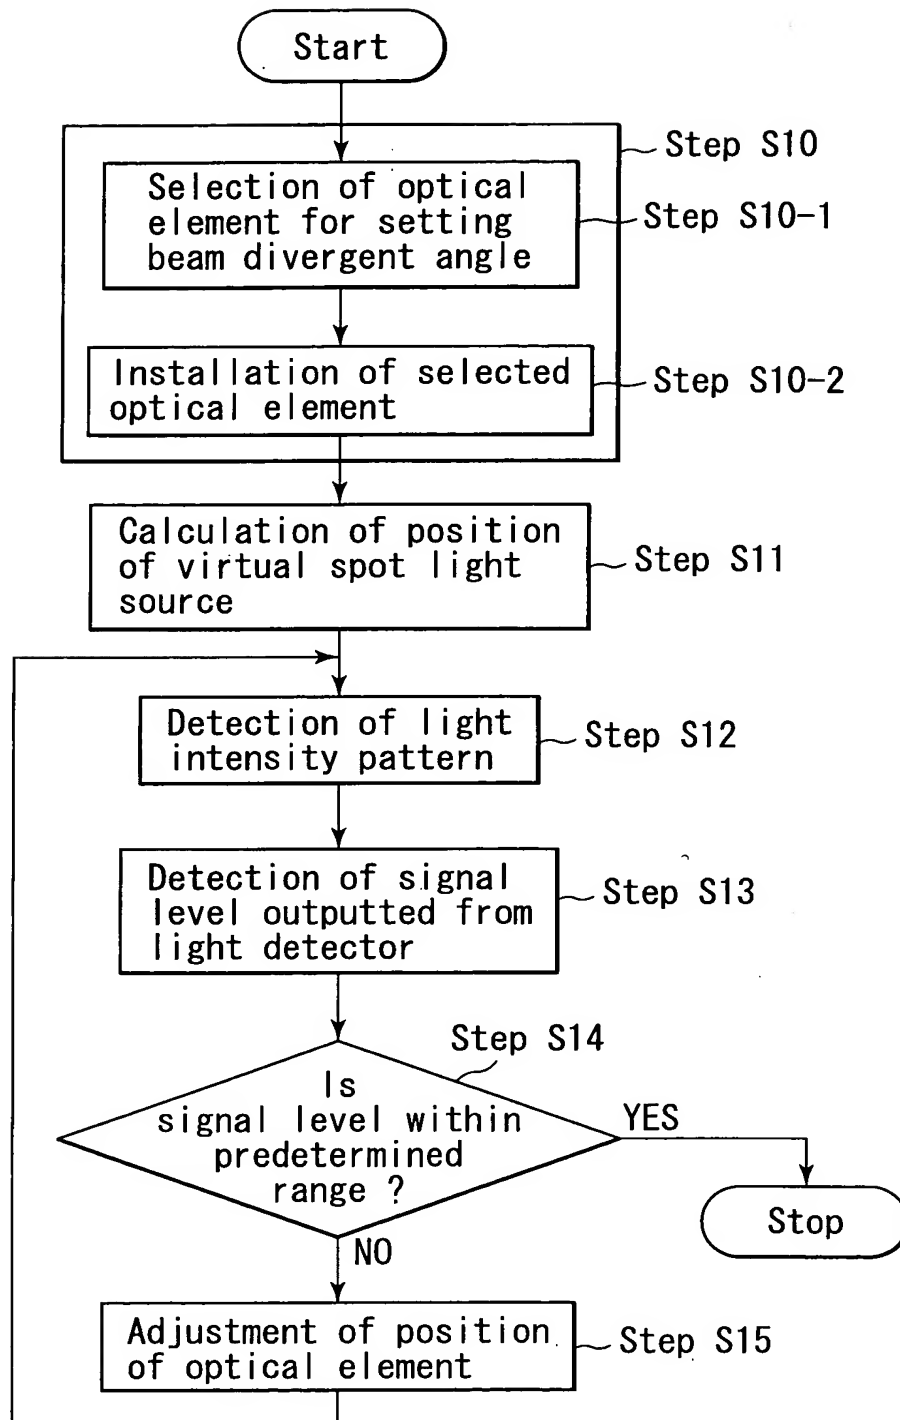 Start
Step S10
Selection of optical
element for setting
beam divergent angle
Step S10-1
Installation of selected
optical element
Step S10-2
Calculation of position
of virtual spot light
source
Step S11
Detection of light
intensity pattern
Step S12
Detection of signal
level outputted from
light detector
Step S13
Step S14
Is
signal level within
predetermined
range ?
YES
Stop
NO
Adjustment of position
of optical element
Step S15